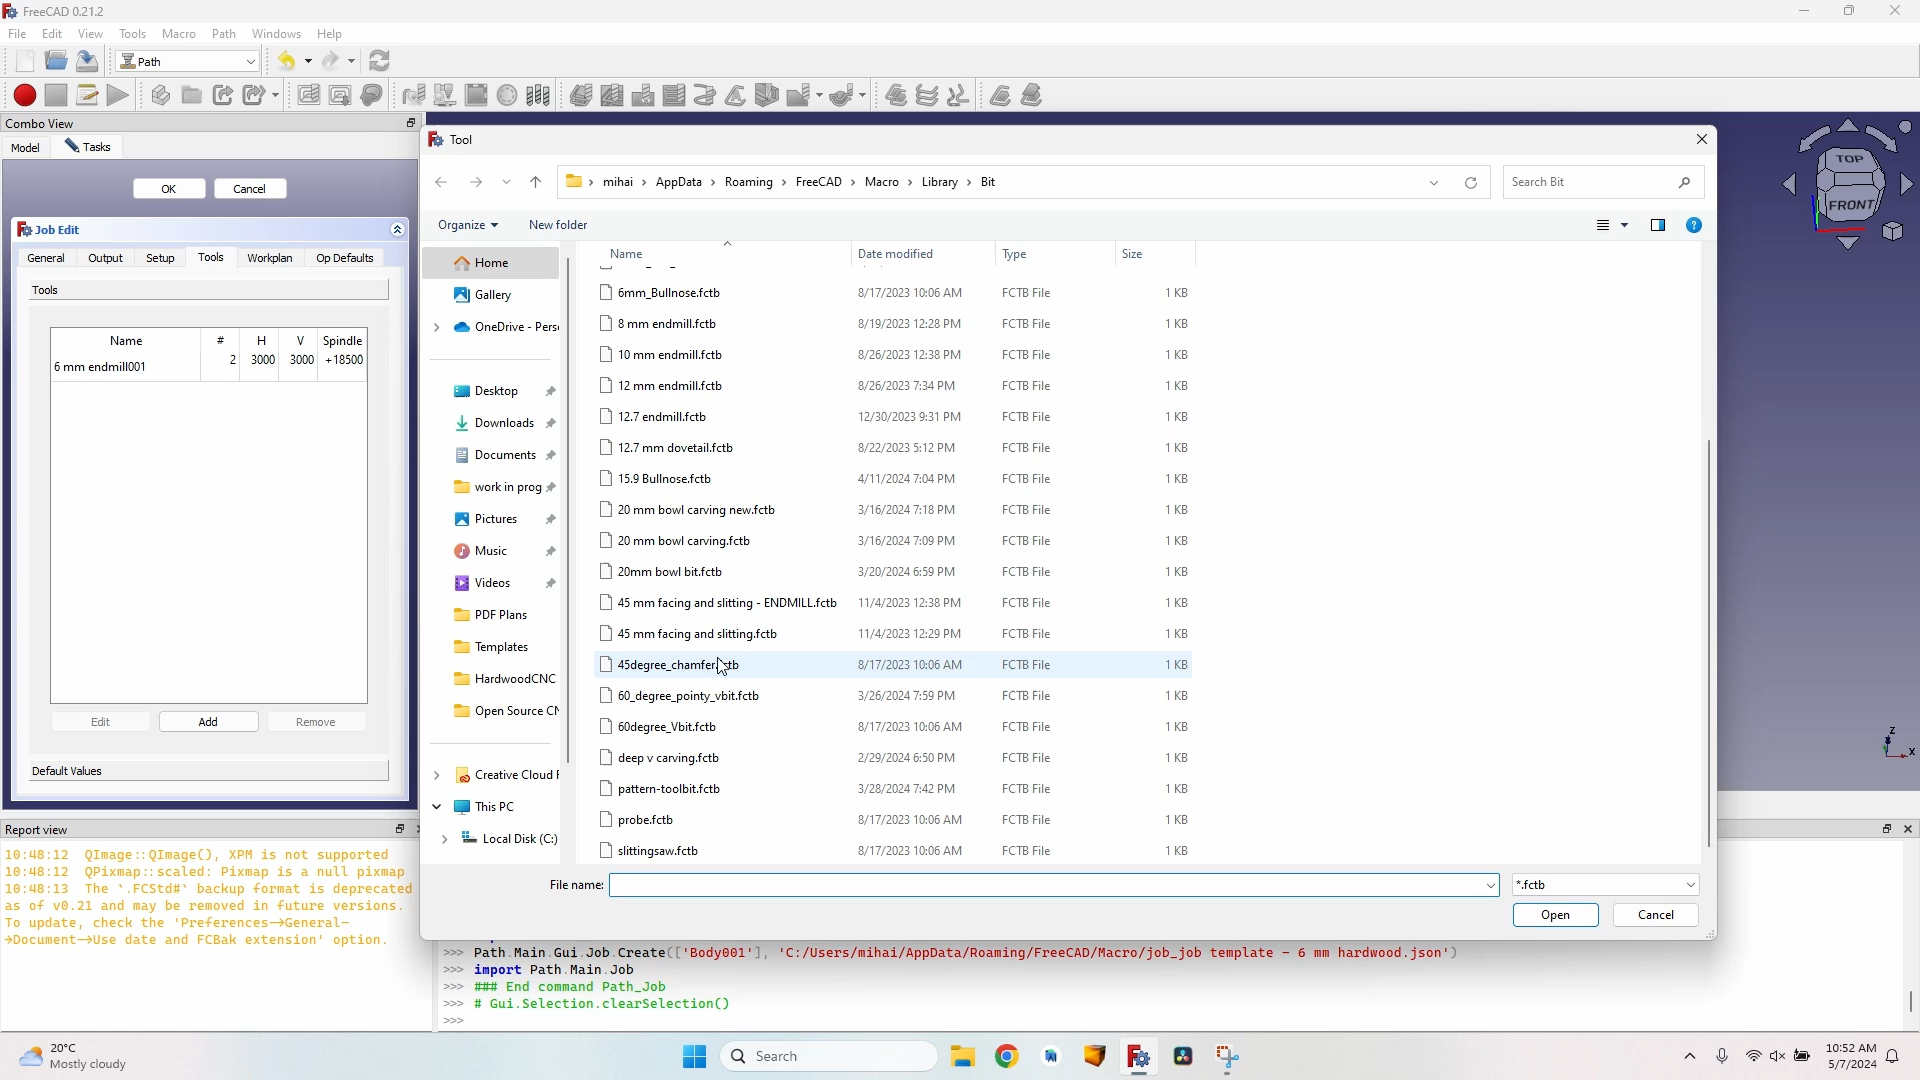 FreeCAD 0.21.2
File Edit View Tools Macro Path Windows Help
Path
Combo View
Model Tasks
OK Cancel
Job Edit
General Output Setup Tools Workplan Op Defaults
Tools
Name # H V Spindle
6 mm endmill001 2 3000 3000 +18500
Edit Add Remove
Default Values
Report view
10:48:12 QImage::QImage(), XPM is not supported
10:48:12 QPixmap::scaled: Pixmap is a null pixmap
10:48:13 The `.FCStd#` backup format is deprecated
as of v0.21 and may be removed in future versions.
To update, check the 'Preferences→General-
→Document→Use date and FCBak extension' option.
Tool
mihai › AppData › Roaming › FreeCAD › Macro › Library › Bit
Search Bit
Organize New folder
Home
Gallery
OneDrive - Pers
Desktop
Downloads
Documents
work in prog
Pictures
Music
Videos
PDF Plans
Templates
HardwoodCNC
Open Source CN
Creative Cloud F
This PC
Local Disk (C:)
Name Date modified Type Size
6mm_Bullnose.fctb 8/17/2023 10:06 AM FCTB File 1 KB
8 mm endmill.fctb 8/19/2023 12:28 PM FCTB File 1 KB
10 mm endmill.fctb 8/26/2023 12:38 PM FCTB File 1 KB
12 mm endmill.fctb 8/26/2023 7:34 PM FCTB File 1 KB
12.7 endmill.fctb 12/30/2023 9:31 PM FCTB File 1 KB
12.7 mm dovetail.fctb 8/22/2023 5:12 PM FCTB File 1 KB
15.9 Bullnose.fctb 4/11/2024 7:04 PM FCTB File 1 KB
20 mm bowl carving new.fctb 3/16/2024 7:18 PM FCTB File 1 KB
20 mm bowl carving.fctb 3/16/2024 7:09 PM FCTB File 1 KB
20mm bowl bit.fctb 3/20/2024 6:59 PM FCTB File 1 KB
45 mm facing and slitting - ENDMILL.fctb 11/4/2023 12:38 PM FCTB File 1 KB
45 mm facing and slitting.fctb 11/4/2023 12:29 PM FCTB File 1 KB
45degree_chamfer.fctb 8/17/2023 10:06 AM FCTB File 1 KB
60_degree_pointy_vbit.fctb 3/26/2024 7:59 PM FCTB File 1 KB
60degree_Vbit.fctb 8/17/2023 10:06 AM FCTB File 1 KB
deep v carving.fctb 2/29/2024 6:50 PM FCTB File 1 KB
pattern-toolbit.fctb 3/28/2024 7:42 PM FCTB File 1 KB
probe.fctb 8/17/2023 10:06 AM FCTB File 1 KB
slittingsaw.fctb 8/17/2023 10:06 AM FCTB File 1 KB
File name: *.fctb
Open Cancel
TOP
FRONT
Z
X
>>> Path.Main.Gui.Job.Create(['Body001'], 'C:/Users/mihai/AppData/Roaming/FreeCAD/Macro/job_job template - 6 mm hardwood.json')
>>> import Path.Main.Job
>>> ### End command Path_Job
>>> # Gui.Selection.clearSelection()
>>>
20°C
Mostly cloudy
Search
10:52 AM
5/7/2024